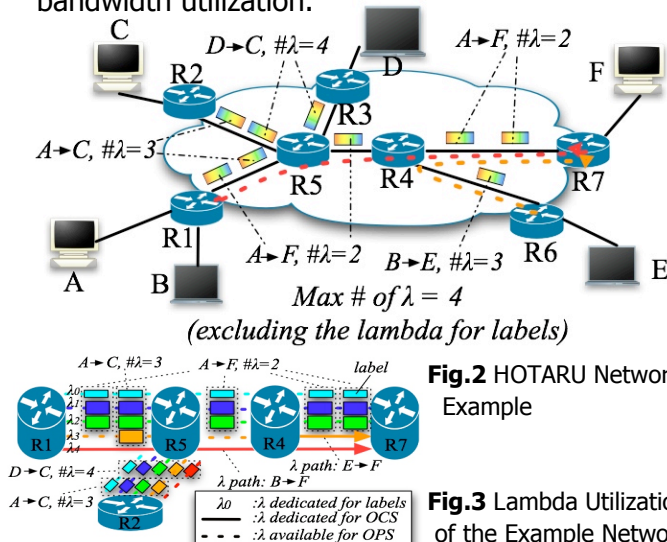 bandwidth utilization.
C
D→C, #λ=4
D
A→F, #λ=2
F
R2
R3
A→C, #λ=3
R5
R4
R7
R1
R6
A
B
A→F, #λ=2
B→E, #λ=3
E
Max # of λ = 4
(excluding the lambda for labels)
A→C, #λ=3
A→F, #λ=2
label
λ0
λ1
λ2
λ3
λ4
R1
R5
R4
R7
D→C, #λ=4
A→C, #λ=3
R2
λ path: B→F
λ path: E→F
λ0 :λ dedicated for labels
:λ dedicated for OCS
:λ available for OPS
Fig.2 HOTARU Networ
Example
Fig.3 Lambda Utilizatio
of the Example Netwo